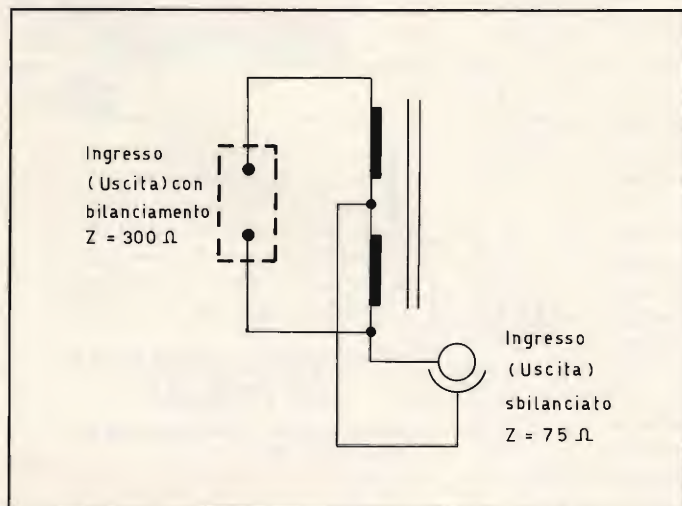 Ingresso
(Uscita) con
bilanciamento
Z = 300 Ω
Ingresso
(Uscita)
sbilanciato
Z = 75 Ω